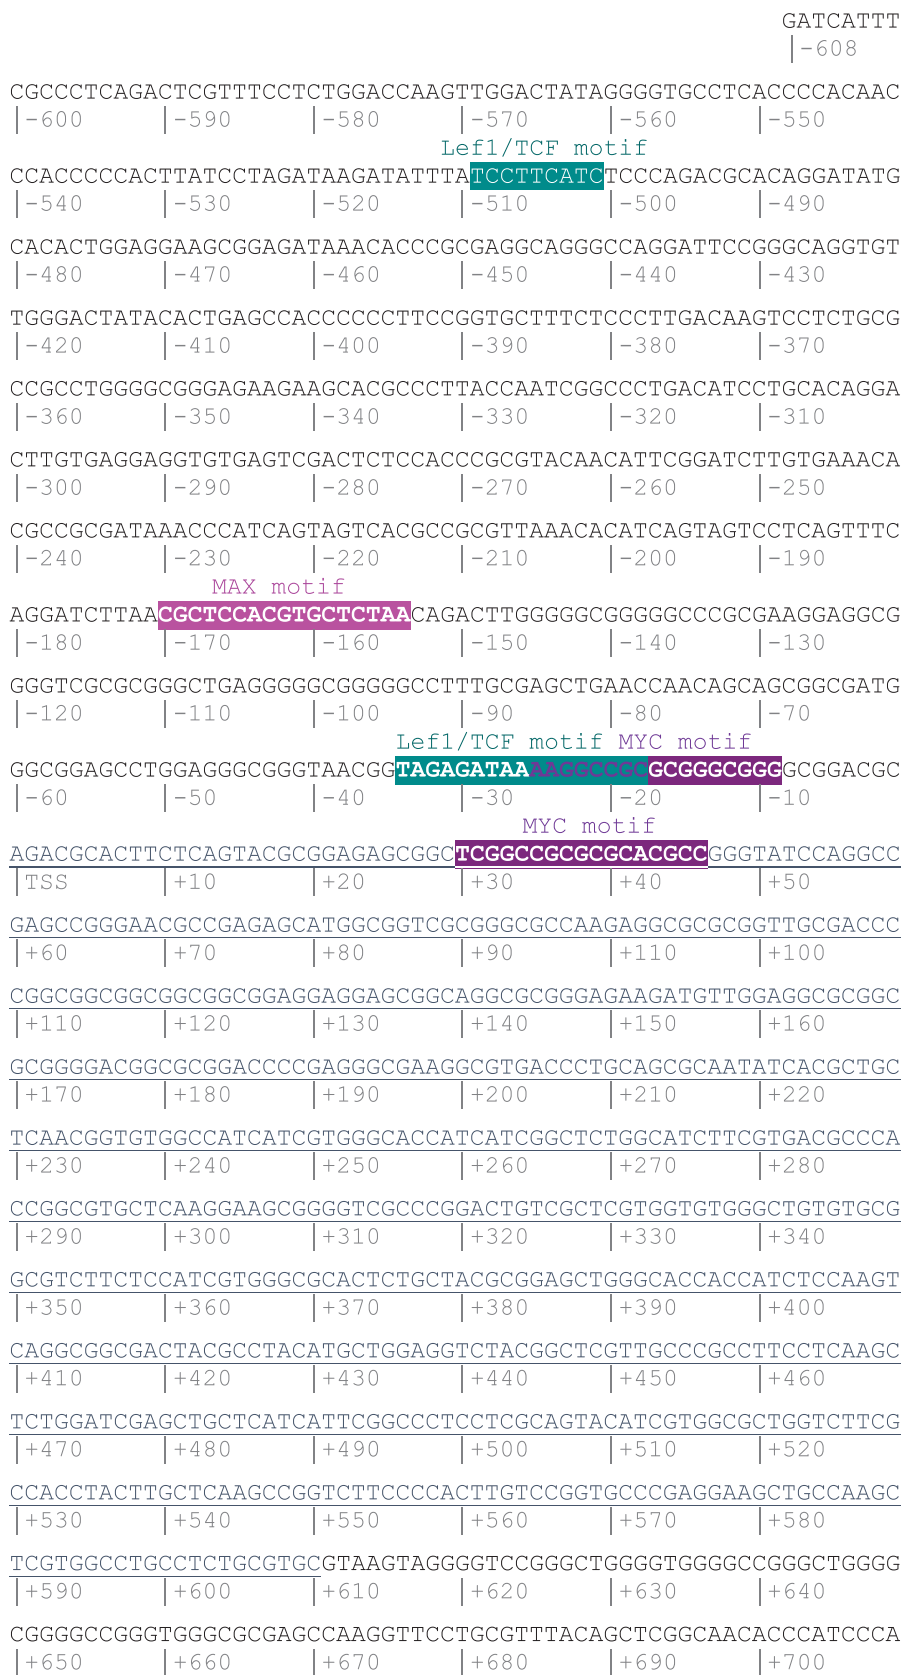 GATCATTT
|-608
CGCCCTCAGACTCGTTTCCTCTGGACCAAGTTGGACTATAGGGGTGCCTCACCCCACAAC
|-600 |-590 |-580 |-570 |-560 |-550
Lef1/TCF motif
CCACCCCCACTTATCCTAGATAAGATATTTATCCTTCATCTCCCAGACGCACAGGATATG
|-540 |-530 |-520 |-510 |-500 |-490
CACACTGGAGGAAGCGGAGATAAACACCCGCGAGGCAGGGCCAGGATTCCGGGCAGGTGT
|-480 |-470 |-460 |-450 |-440 |-430
TGGGACTATACACTGAGCCACCCCCCTTCCGGTGCTTTCTCCCTTGACAAGTCCTCTGCG
|-420 |-410 |-400 |-390 |-380 |-370
CCGCCTGGGGCGGGAGAAGAAGCACGCCCTTACCAATCGGCCCTGACATCCTGCACAGGA
|-360 |-350 |-340 |-330 |-320 |-310
CTTGTGAGGAGGTGTGAGTCGACTCTCCACCCGCGTACAACATTCGGATCTTGTGAAACA
|-300 |-290 |-280 |-270 |-260 |-250
CGCCGCGATAAACCCATCAGTAGTCACGCCGCGTTAAACACATCAGTAGTCCTCAGTTTC
|-240 |-230 |-220 |-210 |-200 |-190
MAX motif
AGGATCTTAACGCTCCACGTGCTCTAACAGACTTGGGGGCGGGGGCCCGCGAAGGAGGCG
|-180 |-170 |-160 |-150 |-140 |-130
GGGTCGCGCGGGCTGAGGGGGCGGGGGCCTTTGCGAGCTGAACCAACAGCAGCGGCGATG
|-120 |-110 |-100 |-90 |-80 |-70
Lef1/TCF motif MYC motif
GGCGGAGCCTGGAGGGCGGGTAACGGTAGAGATAAAAAGGCCGCGCGGGCGGGGCGGACGC
|-60 |-50 |-40 |-30 |-20 |-10
MYC motif
AGACGCACTTCTCAGTACGCGGAGAGCGGCTCGGCCGCGCGCACGCCGGGTATCCAGGCC
|TSS |+10 |+20 |+30 |+40 |+50
GAGCCGGGAACGCCGAGAGCATGGCGGTCGCGGGCGCCAAGAGGCGCGCGGTTGCGACCC
|+60 |+70 |+80 |+90 |+110 |+100
CGGCGGCGGCGGCGGCGGAGGAGGAGCGGCAGGCGCGGGAGAAGATGTTGGAGGCGCGGC
|+110 |+120 |+130 |+140 |+150 |+160
GCGGGGACGGCGCGGACCCCGAGGGCGAAGGCGTGACCCTGCAGCGCAATATCACGCTGC
|+170 |+180 |+190 |+200 |+210 |+220
TCAACGGTGTGGCCATCATCGTGGGCACCATCATCGGCTCTGGCATCTTCGTGACGCCCA
|+230 |+240 |+250 |+260 |+270 |+280
CCGGCGTGCTCAAGGAAGCGGGGTCGCCCGGACTGTCGCTCGTGGTGTGGGCTGTGTGCG
|+290 |+300 |+310 |+320 |+330 |+340
GCGTCTTCTCCATCGTGGGCGCACTCTGCTACGCGGAGCTGGGCACCACCATCTCCAAGT
|+350 |+360 |+370 |+380 |+390 |+400
CAGGCGGCGACTACGCCTACATGCTGGAGGTCTACGGCTCGTTGCCCGCCTTCCTCAAGC
|+410 |+420 |+430 |+440 |+450 |+460
TCTGGATCGAGCTGCTCATCATTCGGCCCTCCTCGCAGTACATCGTGGCGCTGGTCTTCG
|+470 |+480 |+490 |+500 |+510 |+520
CCACCTACTTGCTCAAGCCGGTCTTCCCCACTTGTCCGGTGCCCGAGGAAGCTGCCAAGC
|+530 |+540 |+550 |+560 |+570 |+580
TCGTGGCCTGCCTCTGCGTGCGTAAGTAGGGGTCCGGGCTGGGGTGGGGCCGGGCTGGGG
|+590 |+600 |+610 |+620 |+630 |+640
CGGGGCCGGGTGGGCGCGAGCCAAGGTTCCTGCGTTTACAGCTCGGCAACACCCATCCCA
|+650 |+660 |+670 |+680 |+690 |+700